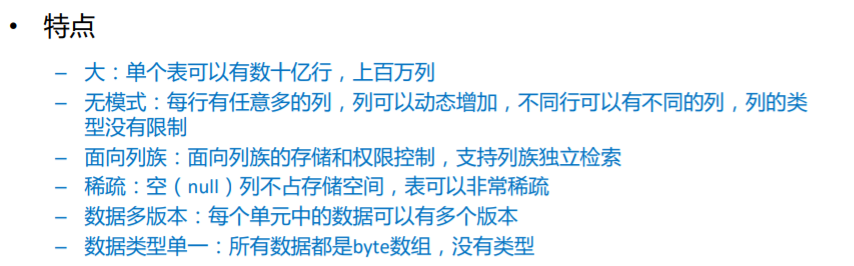 • 特点
– 大：单个表可以有数十亿行，上百万列
– 无模式：每行有任意多的列，列可以动态增加，不同行可以有不同的列，列的类
型没有限制
– 面向列族：面向列族的存储和权限控制，支持列族独立检索
– 稀疏：空（null）列不占存储空间，表可以非常稀疏
– 数据多版本：每个单元中的数据可以有多个版本
– 数据类型单一：所有数据都是byte数组，没有类型